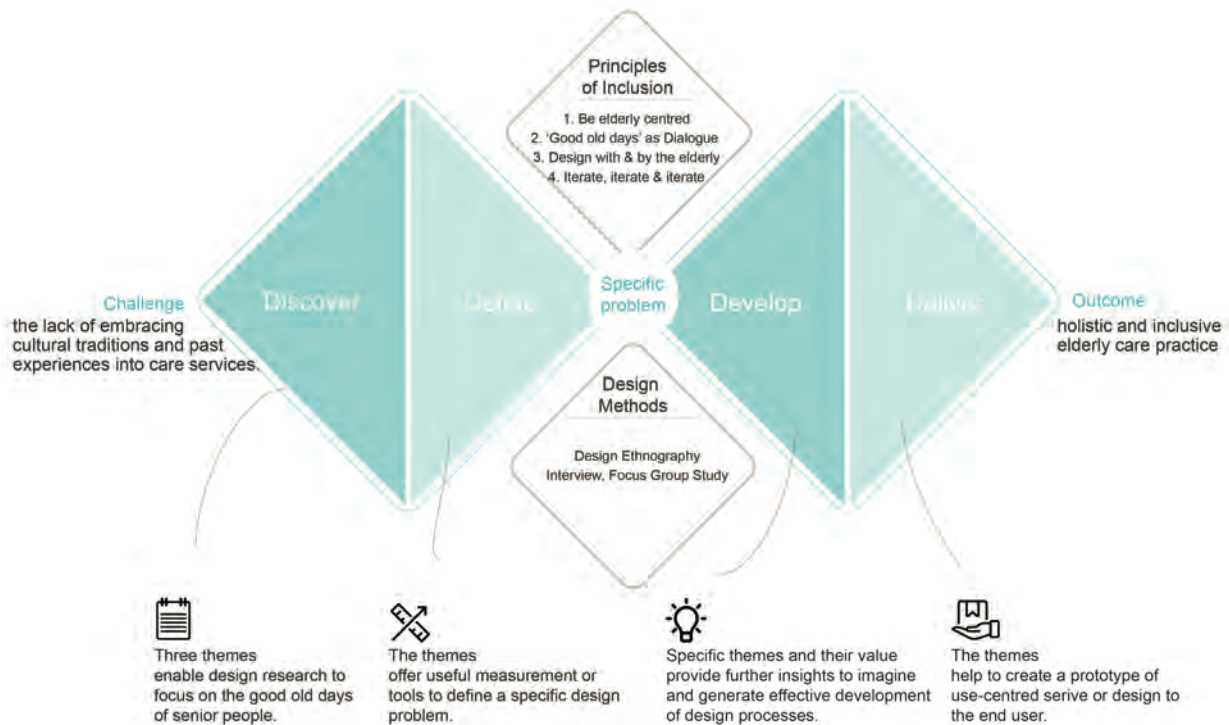 Principles
of Inclusion
1. Be elderly centred
2. 'Good old days' as Dialogue
3. Design with & by the elderly
4. Iterate, iterate & iterate
Challenge
the lack of embracing
cultural traditions and past
experiences into care services.
Discover
Define
Specific
problem
Develop
Deliver
Outcome
holistic and inclusive
elderly care practice
Design
Methods
Design Ethnography
Interview, Focus Group Study
Three themes
enable design research to
focus on the good old days
of senior people.
The themes
offer useful measurement or
tools to define a specific design
problem.
Specific themes and their value
provide further insights to imagine
and generate effective development
of design processes.
The themes
help to create a prototype of
use-centred serive or design to
the end user.